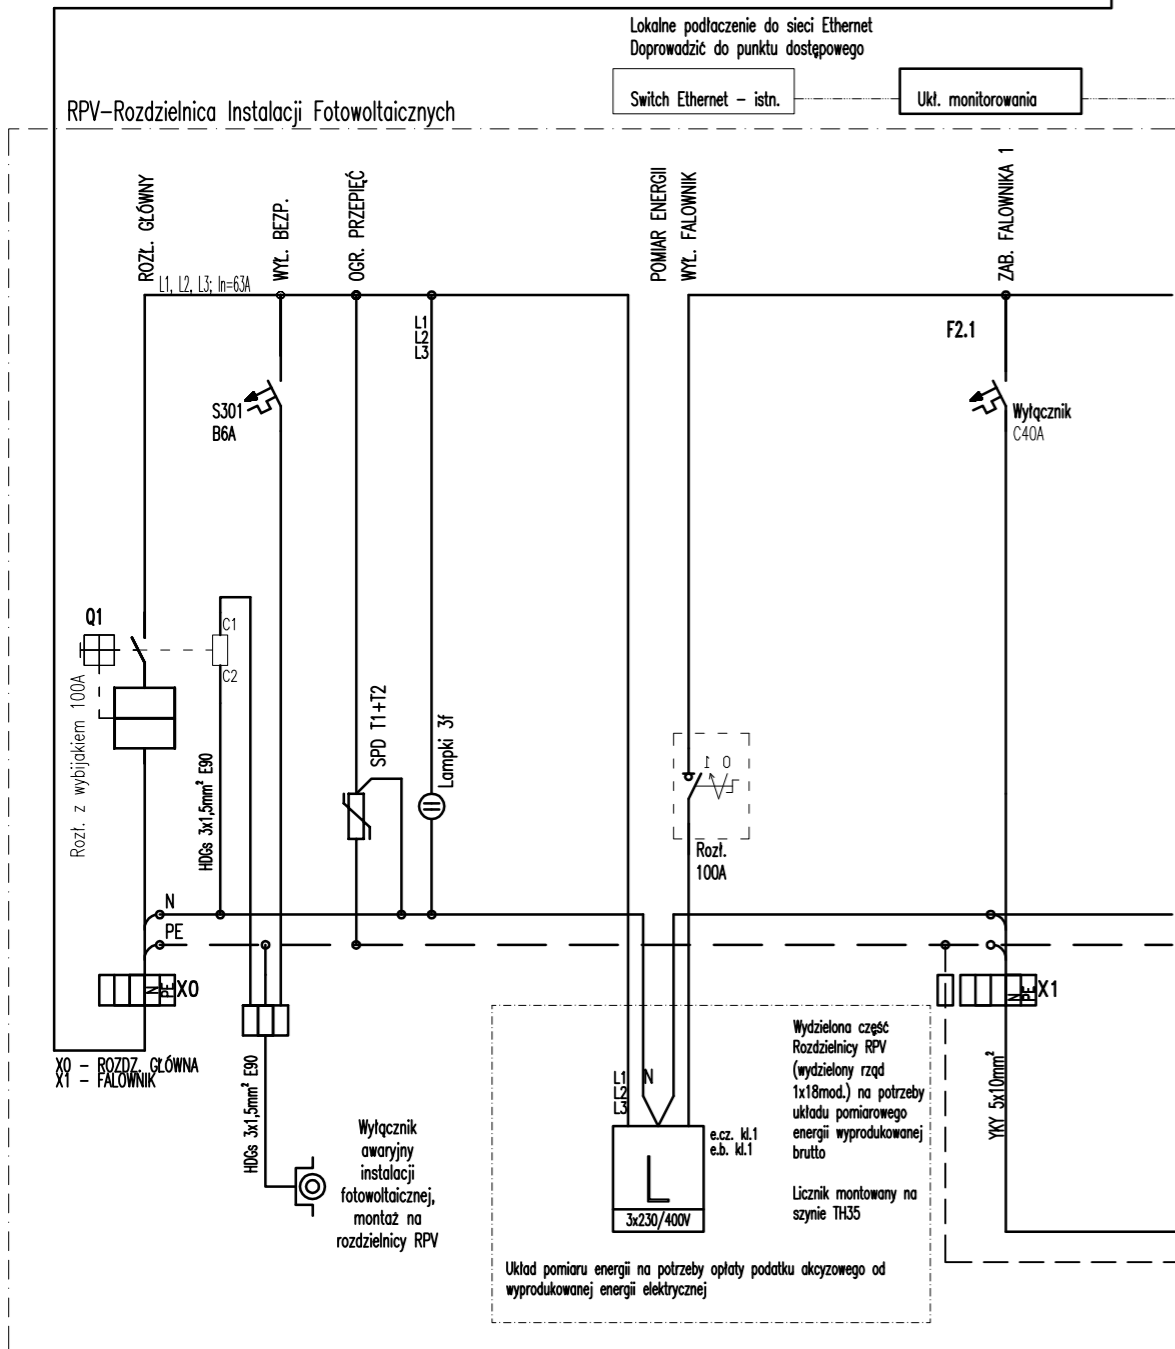 Lokalne podłaczenie do sieci Ethernet
Doprowadzić do punktu dostępowego
Switch Ethernet – istn.
Ukł. monitorowania
RPV–Rozdzielnica Instalacji Fotowoltaicznych
ROZŁ. GŁÓWNY
WYŁ. BEZP.
OGR. PRZEPIĘĆ
POMIAR ENERGII
WYŁ. FALOWNIK
ZAB. FALOWNIKA 1
L1, L2, L3; In=63A
L1
L2
L3
F2.1
S301
B6A
Wyłącznik
C40A
Q1
C1
C2
Rozł. z wybijakiem 100A
HDGs 3x1,5mm² E90
SPD T1+T2
Lampki 3f
1 0
Rozł.
100A
N
PE
N
PE
X0
N
PE
X1
X0 – ROZDZ. GŁÓWNA
X1 – FALOWNIK
HDGs 3x1,5mm² E90
Wyłącznik
awaryjny
instalacji
fotowoltaicznej,
montaż na
rozdzielnicy RPV
L1
L2
L3
N
L
3x230/400V
e.cz. kl.1
e.b. kl.1
Wydzielona część
Rozdzielnicy RPV
(wydzielony rząd
1x18mod.) na potrzeby
układu pomiarowego
energii wyprodukowanej
brutto
Licznik montowany na
szynie TH35
YKY 5x10mm²
Układ pomiaru energii na potrzeby opłaty podatku akcyzowego od
wyprodukowanej energii elektrycznej